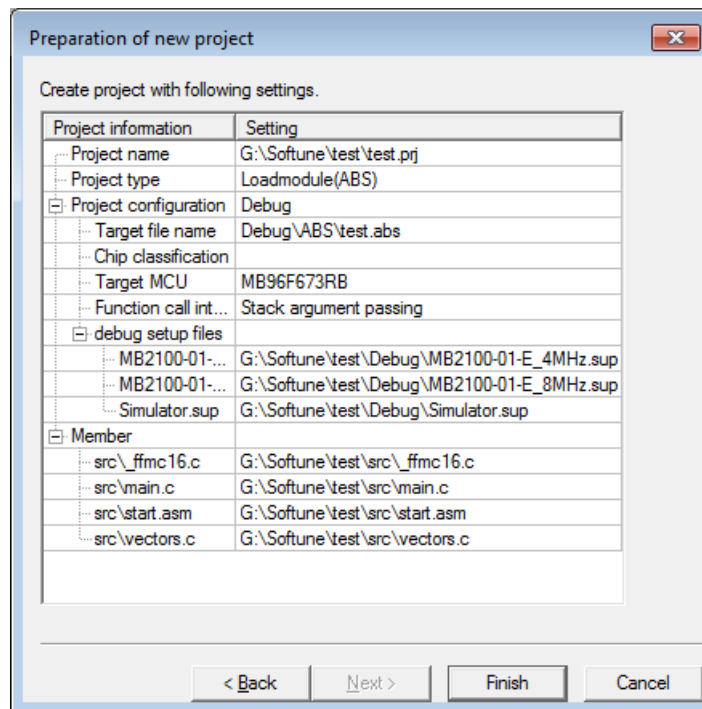 Preparation of new project
Create project with following settings.
Project information Setting
Project name G:\Softune\test\test.prj
Project type Loadmodule(ABS)
Project configuration Debug
Target file name Debug\ABS\test.abs
Chip classification
Target MCU MB96F673RB
Function call int... Stack argument passing
debug setup files
MB2100-01-... G:\Softune\test\Debug\MB2100-01-E_4MHz.sup
MB2100-01-... G:\Softune\test\Debug\MB2100-01-E_8MHz.sup
Simulator.sup G:\Softune\test\Debug\Simulator.sup
Member
src\_ffmc16.c G:\Softune\test\src\_ffmc16.c
src\main.c G:\Softune\test\src\main.c
src\start.asm G:\Softune\test\src\start.asm
src\vectors.c G:\Softune\test\src\vectors.c
< Back Next > Finish Cancel